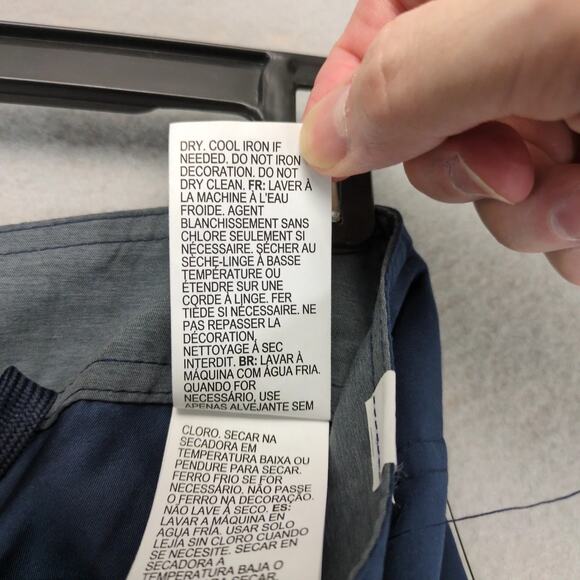 DRY. COOL IRON IF
NEEDED. DO NOT IRON
DECORATION. DO NOT
DRY CLEAN. FR: LAVER À
LA MACHINE À L'EAU
FROIDE. AGENT
BLANCHISSEMENT SANS
CHLORE SEULEMENT SI
NÉCESSAIRE. SÉCHER AU
SÈCHE-LINGE À BASSE
TEMPÉRATURE OU
ÉTENDRE SUR UNE
CORDE À LINGE. FER
TIÈDE SI NÉCESSAIRE. NE
PAS REPASSER LA
DÉCORATION,
NETTOYAGE À SEC
INTERDIT. BR: LAVAR À
MÁQUINA COM ÁGUA FRIA.
QUANDO FOR
NECESSÁRIO, USE
APENAS ALVEJANTE SEM
CLORO. SECAR NA
SECADORA EM
TEMPERATURA BAIXA OU
PENDURE PARA SECAR.
FERRO FRIO SE FOR
NECESSÁRIO. NÃO PASSE
O FERRO NA DECORAÇÃO.
NÃO LAVE À SECO. ES:
LAVAR A MÁQUINA EN
AGUA FRÍA. USAR SOLO
LEJÍA SIN CLORO CUANDO
SE NECESITE. SECAR EN
SECADORA A
TEMPERATURA BAJA O
SECAR.